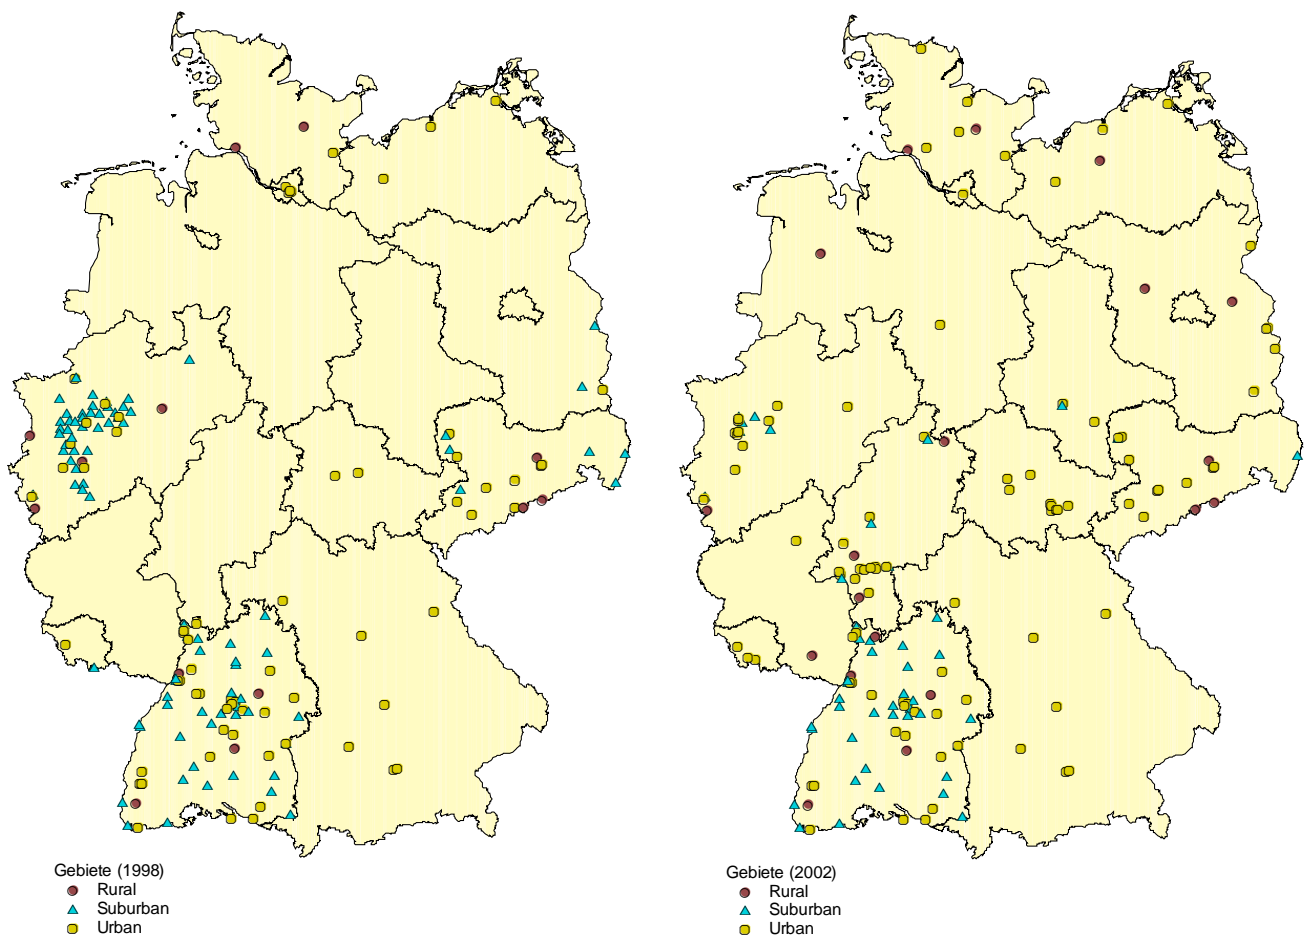 Gebiete (1998)
Rural
Suburban
Urban
Gebiete (2002)
Rural
Suburban
Urban